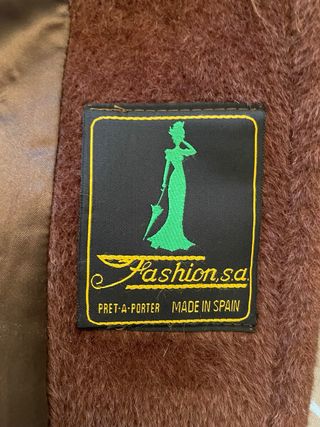 Fashion,s.a.
PRET-A-PORTER MADE IN SPAIN